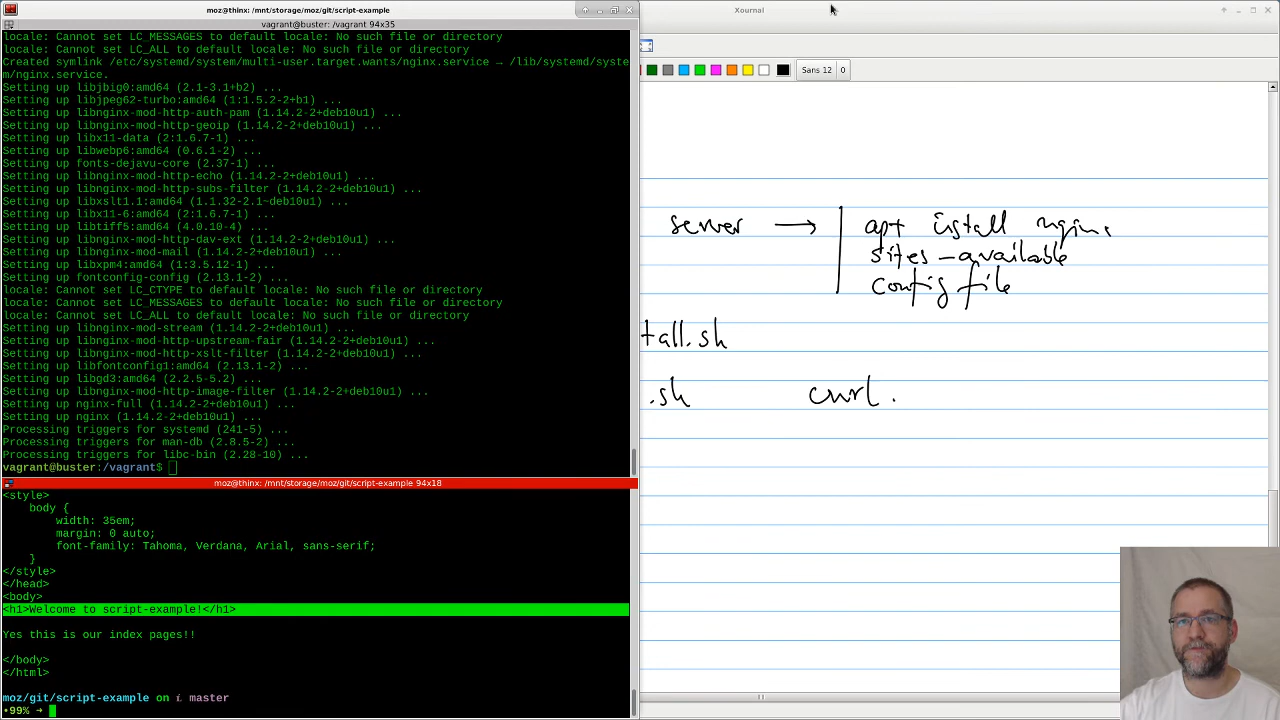 moz@thinx: /mnt/storage/moz/git/script-example
vagrant@buster: /vagrant 94x35
locale: Cannot set LC_MESSAGES to default locale: No such file or directory
locale: Cannot set LC_ALL to default locale: No such file or directory
Created symlink /etc/systemd/system/multi-user.target.wants/nginx.service → /lib/systemd/syste
m/nginx.service.
Setting up libjbig0:amd64 (2.1-3.1+b2) ...
Setting up libjpeg62-turbo:amd64 (1:1.5.2-2+b1) ...
Setting up libnginx-mod-http-auth-pam (1.14.2-2+deb10u1) ...
Setting up libnginx-mod-http-geoip (1.14.2-2+deb10u1) ...
Setting up libx11-data (2:1.6.7-1) ...
Setting up libwebp6:amd64 (0.6.1-2) ...
Setting up fonts-dejavu-core (2.37-1) ...
Setting up libnginx-mod-http-echo (1.14.2-2+deb10u1) ...
Setting up libnginx-mod-http-subs-filter (1.14.2-2+deb10u1) ...
Setting up libxslt1.1:amd64 (1.1.32-2.1~deb10u1) ...
Setting up libx11-6:amd64 (2:1.6.7-1) ...
Setting up libtiff5:amd64 (4.0.10-4) ...
Setting up libnginx-mod-http-dav-ext (1.14.2-2+deb10u1) ...
Setting up libnginx-mod-mail (1.14.2-2+deb10u1) ...
Setting up libxpm4:amd64 (1:3.5.12-1) ...
Setting up fontconfig-config (2.13.1-2) ...
locale: Cannot set LC_CTYPE to default locale: No such file or directory
locale: Cannot set LC_MESSAGES to default locale: No such file or directory
locale: Cannot set LC_ALL to default locale: No such file or directory
Setting up libnginx-mod-stream (1.14.2-2+deb10u1) ...
Setting up libnginx-mod-http-upstream-fair (1.14.2-2+deb10u1) ...
Setting up libnginx-mod-http-xslt-filter (1.14.2-2+deb10u1) ...
Setting up libfontconfig1:amd64 (2.13.1-2) ...
Setting up libgd3:amd64 (2.2.5-5.2) ...
Setting up libnginx-mod-http-image-filter (1.14.2-2+deb10u1) ...
Setting up nginx-full (1.14.2-2+deb10u1) ...
Setting up nginx (1.14.2-2+deb10u1) ...
Processing triggers for systemd (241-5) ...
Processing triggers for man-db (2.8.5-2) ...
Processing triggers for libc-bin (2.28-10) ...
vagrant@buster:/vagrant$
moz@thinx: /mnt/storage/moz/git/script-example 94x18
<style>
    body {
        width: 35em;
        margin: 0 auto;
        font-family: Tahoma, Verdana, Arial, sans-serif;
    }
</style>
</head>
<body>
<h1>Welcome to script-example!</h1>
Yes this is our index pages!!
</body>
</html>
moz/git/script-example on master
•99% →
Xournal
Sans 12 0
server → apt install nginx
sites-available
config file
tall.sh
.sh curl.